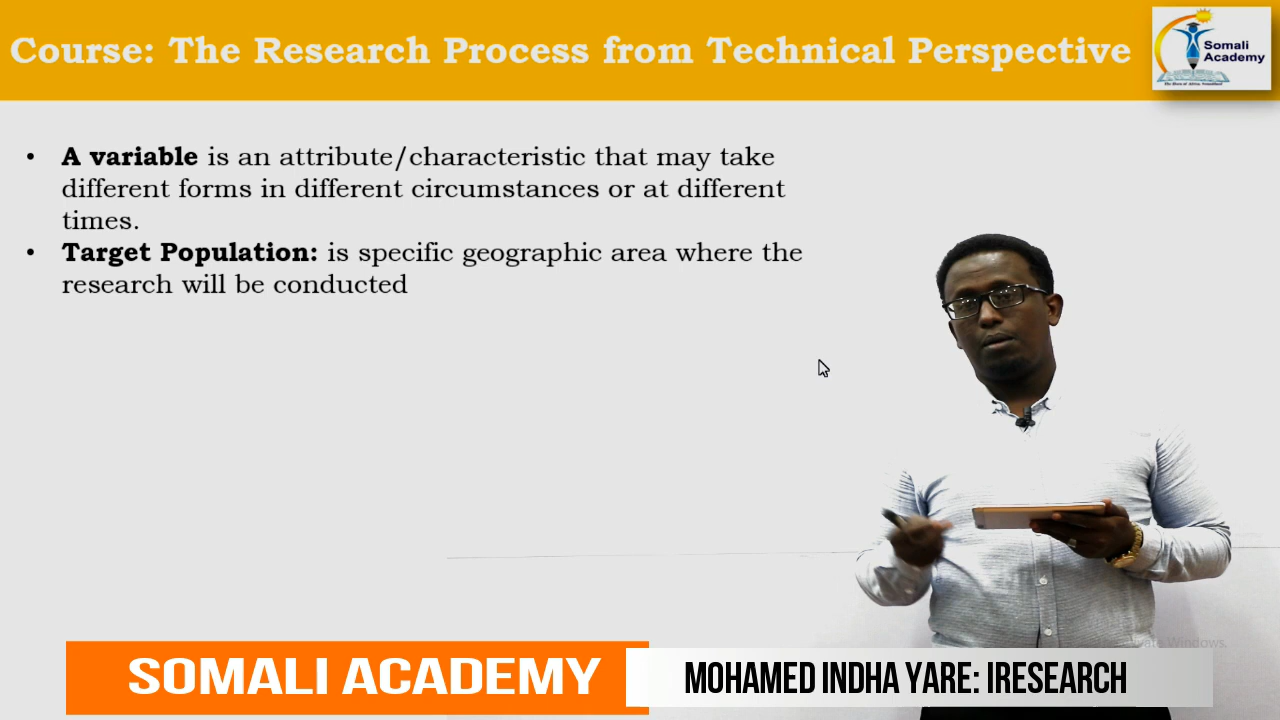 Course: The Research Process from Technical Perspective
Somali
Academy
• A variable is an attribute/characteristic that may take
different forms in different circumstances or at different
times.
• Target Population: is specific geographic area where the
research will be conducted
Windows.
SOMALI ACADEMY
MOHAMED INDHA YARE: IRESEARCH